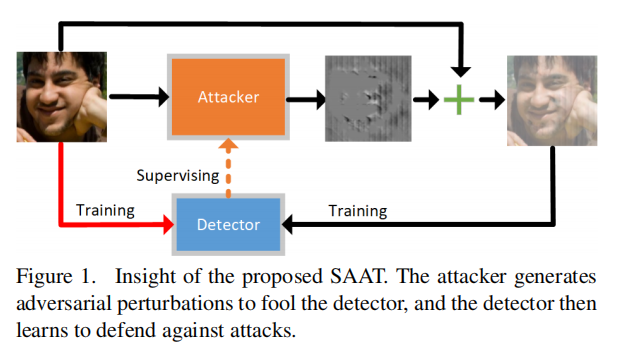 Attacker
Supervising
Training
Training
Detector
Figure 1. Insight of the proposed SAAT. The attacker generates
adversarial perturbations to fool the detector, and the detector then
learns to defend against attacks.